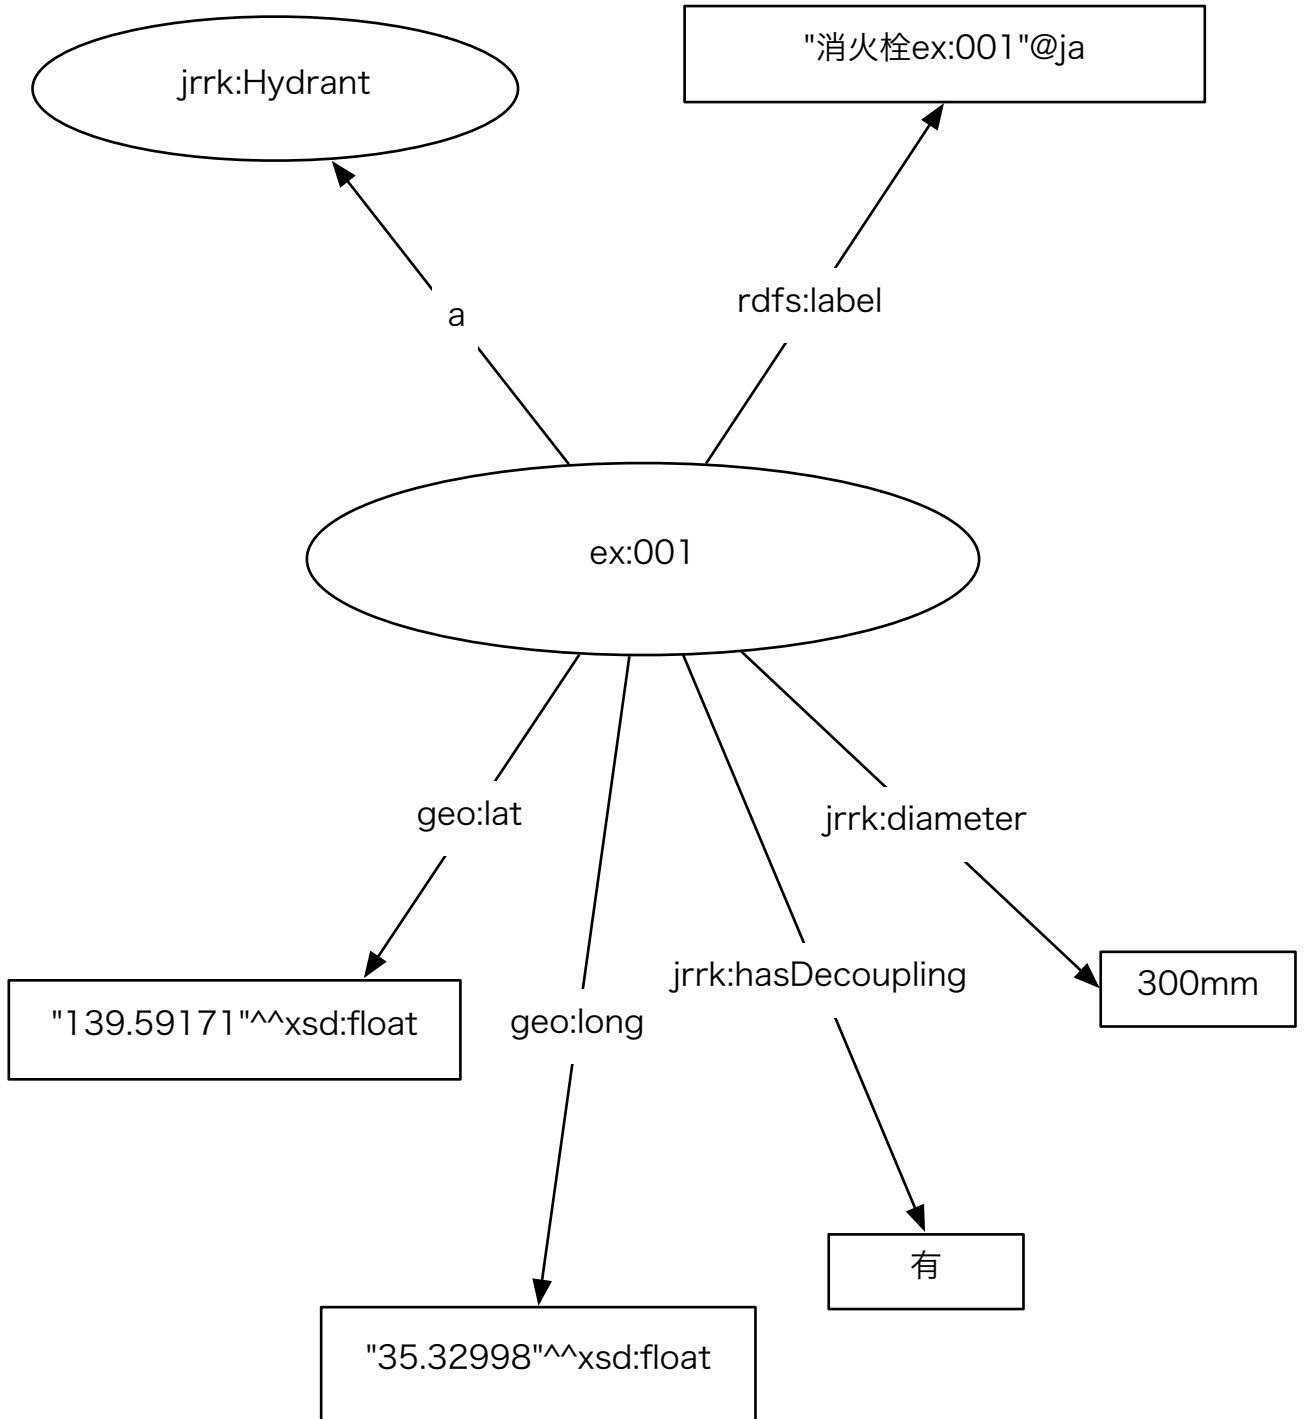 jrrk:Hydrant
"消火栓ex:001"@ja
a
rdfs:label
ex:001
geo:lat
jrrk:diameter
jrrk:hasDecoupling
300mm
"139.59171"^^xsd:float
geo:long
有
"35.32998"^^xsd:float